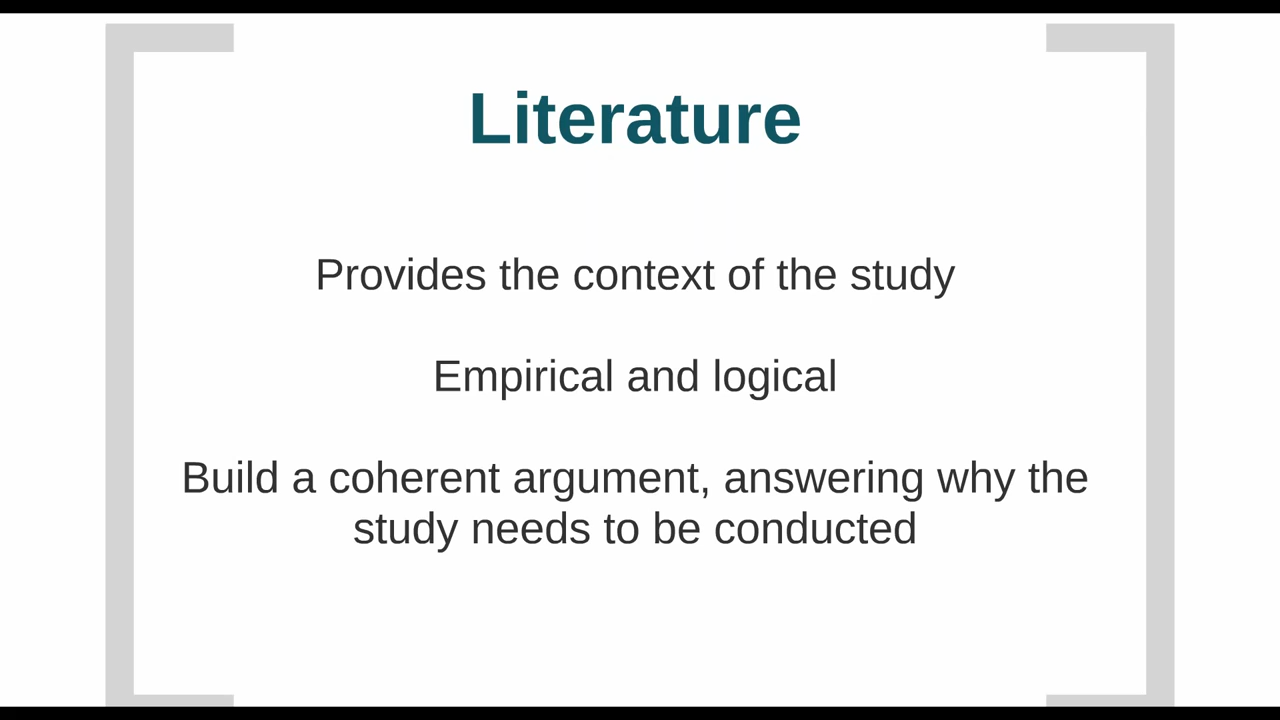 Literature
Provides the context of the study
Empirical and logical
Build a coherent argument, answering why the
study needs to be conducted